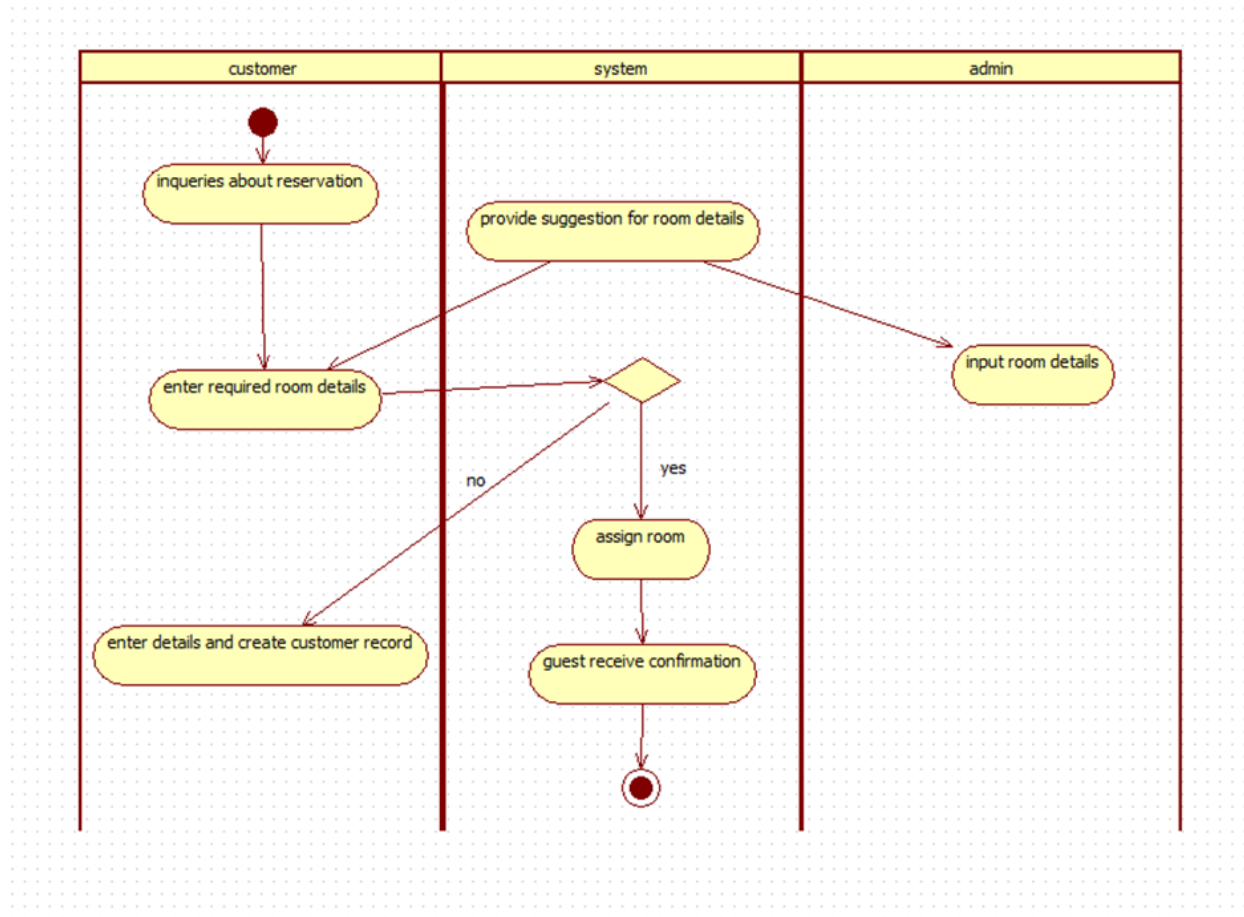 customer
system
admin
inqueries about reservation
provide suggestion for room details
input room details
enter required room details
no
yes
assign room
enter details and create customer record
guest receive confirmation